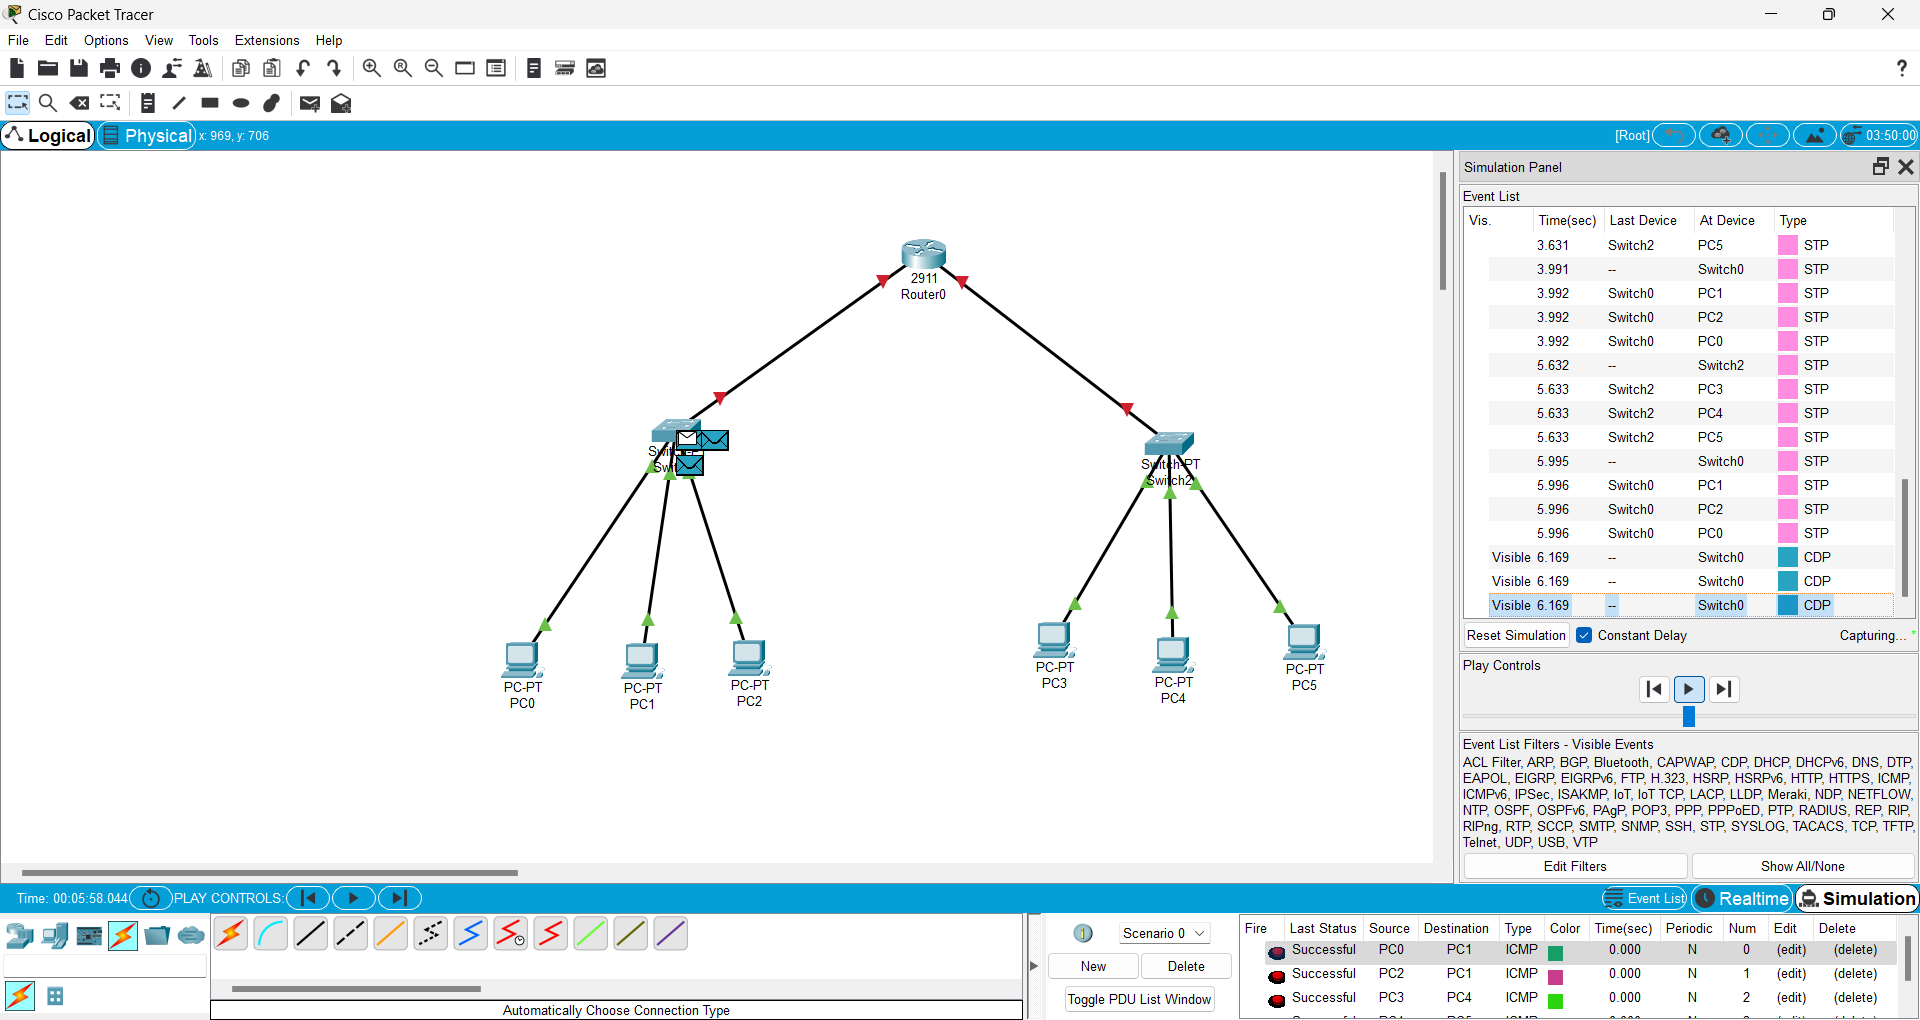 Cisco Packet Tracer
File Edit Options View Tools Extensions Help
Logical Physical x: 969, y: 706 [Root] 03:50:00
2911
Router0
Switch-PT
Switch2
PC-PT
PC0
PC-PT
PC1
PC-PT
PC2
PC-PT
PC3
PC-PT
PC4
PC-PT
PC5
Simulation Panel
Event List
Vis. Time(sec) Last Device At Device Type
3.631 Switch2 PC5 STP
3.991 -- Switch0 STP
3.992 Switch0 PC1 STP
3.992 Switch0 PC2 STP
3.992 Switch0 PC0 STP
5.632 -- Switch2 STP
5.633 Switch2 PC3 STP
5.633 Switch2 PC4 STP
5.633 Switch2 PC5 STP
5.995 -- Switch0 STP
5.996 Switch0 PC1 STP
5.996 Switch0 PC2 STP
5.996 Switch0 PC0 STP
Visible 6.169 -- Switch0 CDP
Visible 6.169 -- Switch0 CDP
Visible 6.169 -- Switch0 CDP
Reset Simulation Constant Delay Capturing...
Play Controls
Event List Filters - Visible Events
ACL Filter, ARP, BGP, Bluetooth, CAPWAP, CDP, DHCP, DHCPv6, DNS, DTP,
EAPOL, EIGRP, EIGRPv6, FTP, H.323, HSRP, HSRPv6, HTTP, HTTPS, ICMP,
ICMPv6, IPSec, ISAKMP, IoT, IoT TCP, LACP, LLDP, Meraki, NDP, NETFLOW,
NTP, OSPF, OSPFv6, PAgP, POP3, PPP, PPPoED, PTP, RADIUS, REP, RIP,
RIPng, RTP, SCCP, SMTP, SNMP, SSH, STP, SYSLOG, TACACS, TCP, TFTP,
Telnet, UDP, USB, VTP
Edit Filters Show All/None
Time: 00:05:58.044 PLAY CONTROLS: Event List Realtime Simulation
Automatically Choose Connection Type
Scenario 0
New Delete
Toggle PDU List Window
Fire Last Status Source Destination Type Color Time(sec) Periodic Num Edit Delete
Successful PC0 PC1 ICMP 0.000 N 0 (edit) (delete)
Successful PC2 PC1 ICMP 0.000 N 1 (edit) (delete)
Successful PC3 PC4 ICMP 0.000 N 2 (edit) (delete)